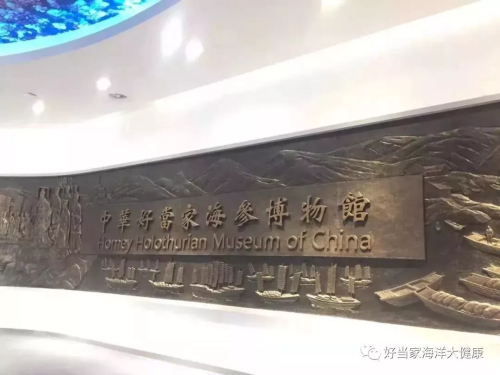 中華好當家海參博物館
Homey Holothurian Museum of China
好当家海洋大健康